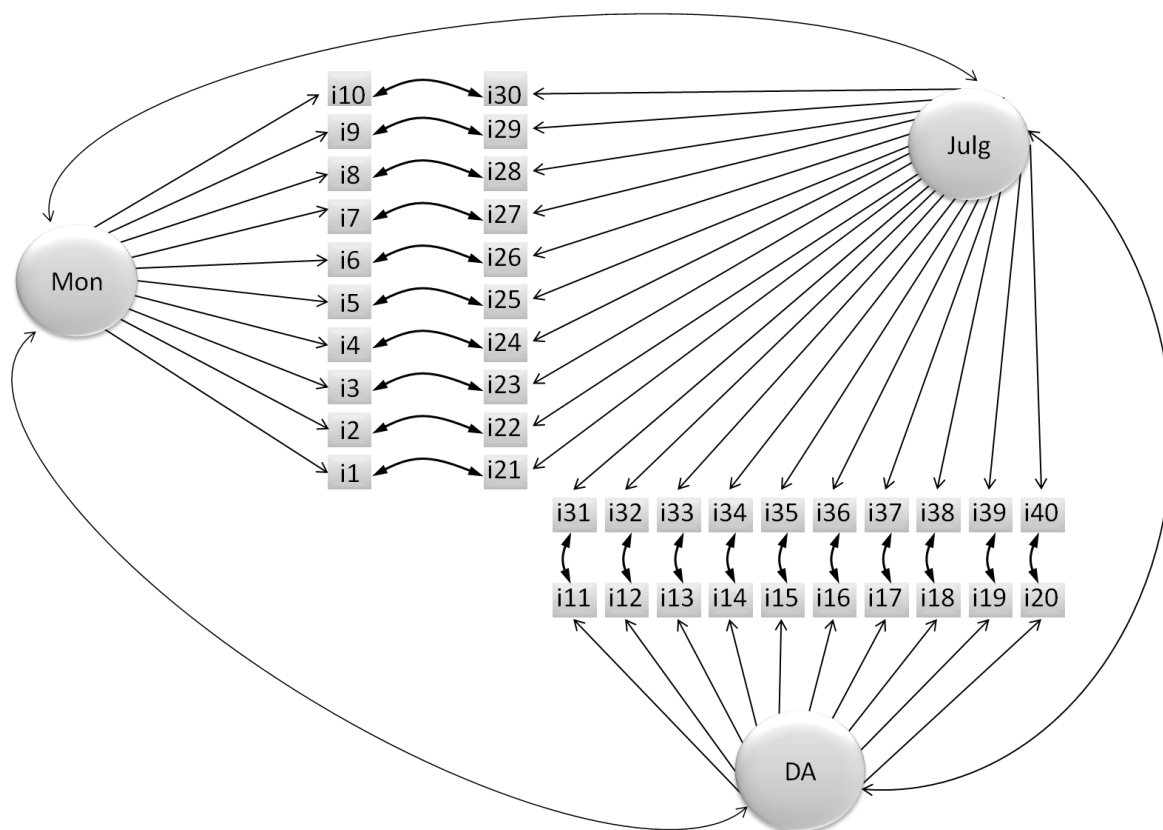 i10 i30
i9 i29
Julg
i8 i28
i7 i27
i6 i26
Mon
i5 i25
i4 i24
i3 i23
i2 i22
i1 i21
i31 i32 i33 i34 i35 i36 i37 i38 i39 i40
i11 i12 i13 i14 i15 i16 i17 i18 i19 i20
DA